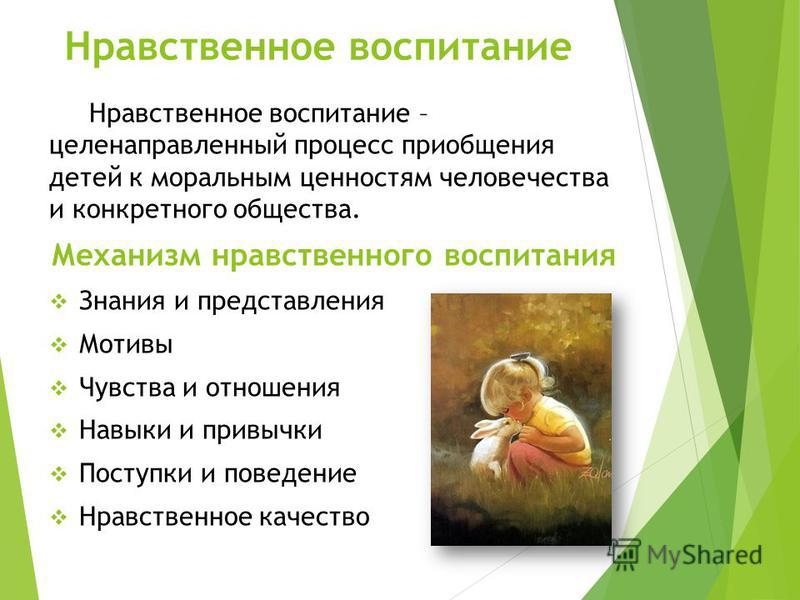 Нравственное воспитание
Нравственное воспитание –
целенаправленный процесс приобщения
детей к моральным ценностям человечества
и конкретного общества.
Механизм нравственного воспитания
Знания и представления
Мотивы
Чувства и отношения
Навыки и привычки
Поступки и поведение
Нравственное качество
MyShared